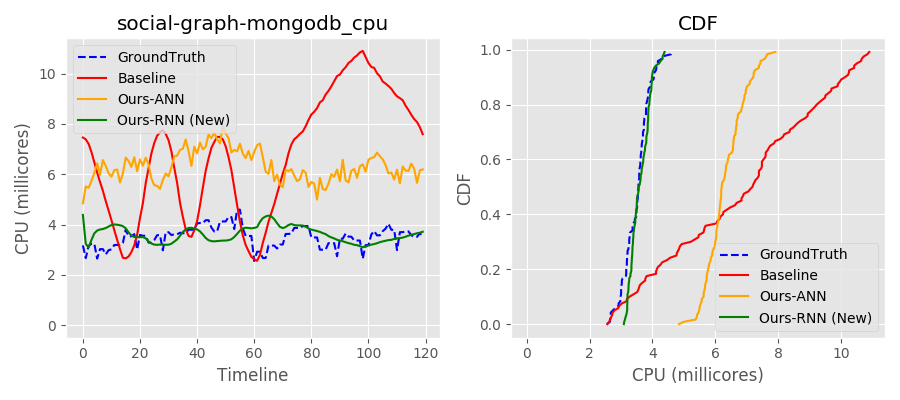 social-graph-mongodb_cpu
GroundTruth
Baseline
Ours-ANN
Ours-RNN (New)
CPU (millicores)
10
8
6
4
2
0
0
20
40
60
80
100
120
Timeline
CDF
CDF
1.0
0.8
0.6
0.4
0.2
0.0
GroundTruth
Baseline
Ours-ANN
Ours-RNN (New)
0
2
4
6
8
10
CPU (millicores)